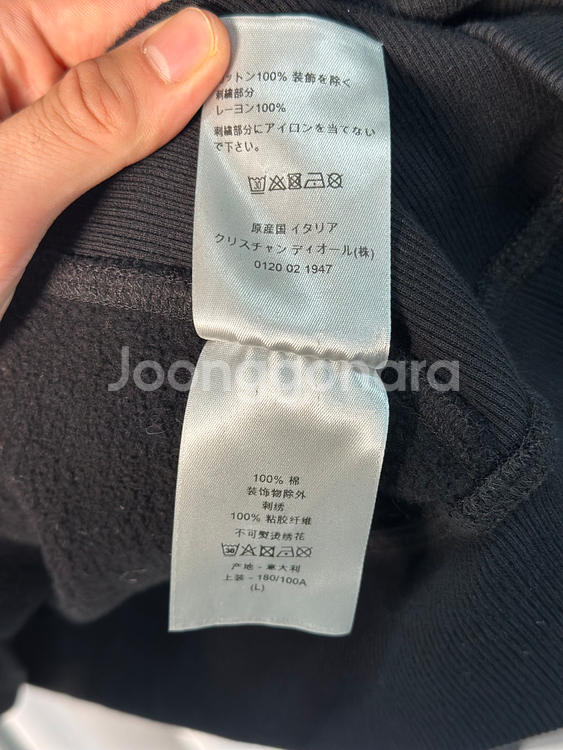 ットン100% 装飾を除く
刺繍部分
レーヨン100%
刺繍部分にアイロンを当てない
で下さい。
原産国 イタリア
クリスチャン ディオール(株)
0120 02 1947
Joonggonara
100% 棉
装饰物除外
刺绣
100% 粘胶纤维
不可熨烫绣花
30
产地 - 意大利
上装 - 180/100A
(L)